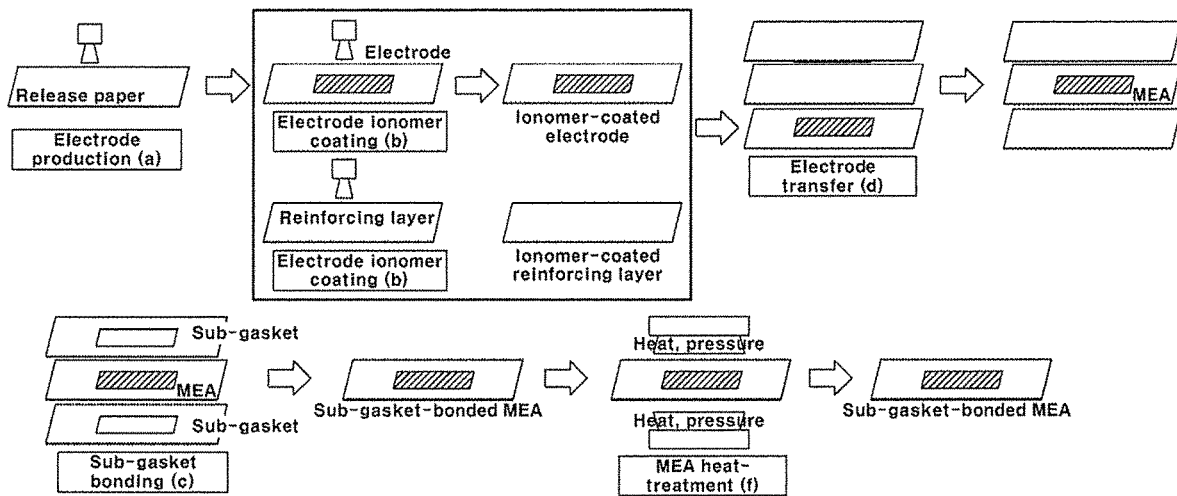 Release paper
Electrode
production (a)
Electrode
Electrode ionomer
coating (b)
Ionomer-coated
electrode
Reinforcing layer
Electrode ionomer
coating (b)
Ionomer-coated
reinforcing layer
Electrode
transfer (d)
MEA
Sub-gasket
MEA
Sub-gasket
Sub-gasket
bonding (c)
Sub-gasket-bonded MEA
Heat, pressure
Heat, pressure
MEA heat-
treatment (f)
Sub-gasket-bonded MEA